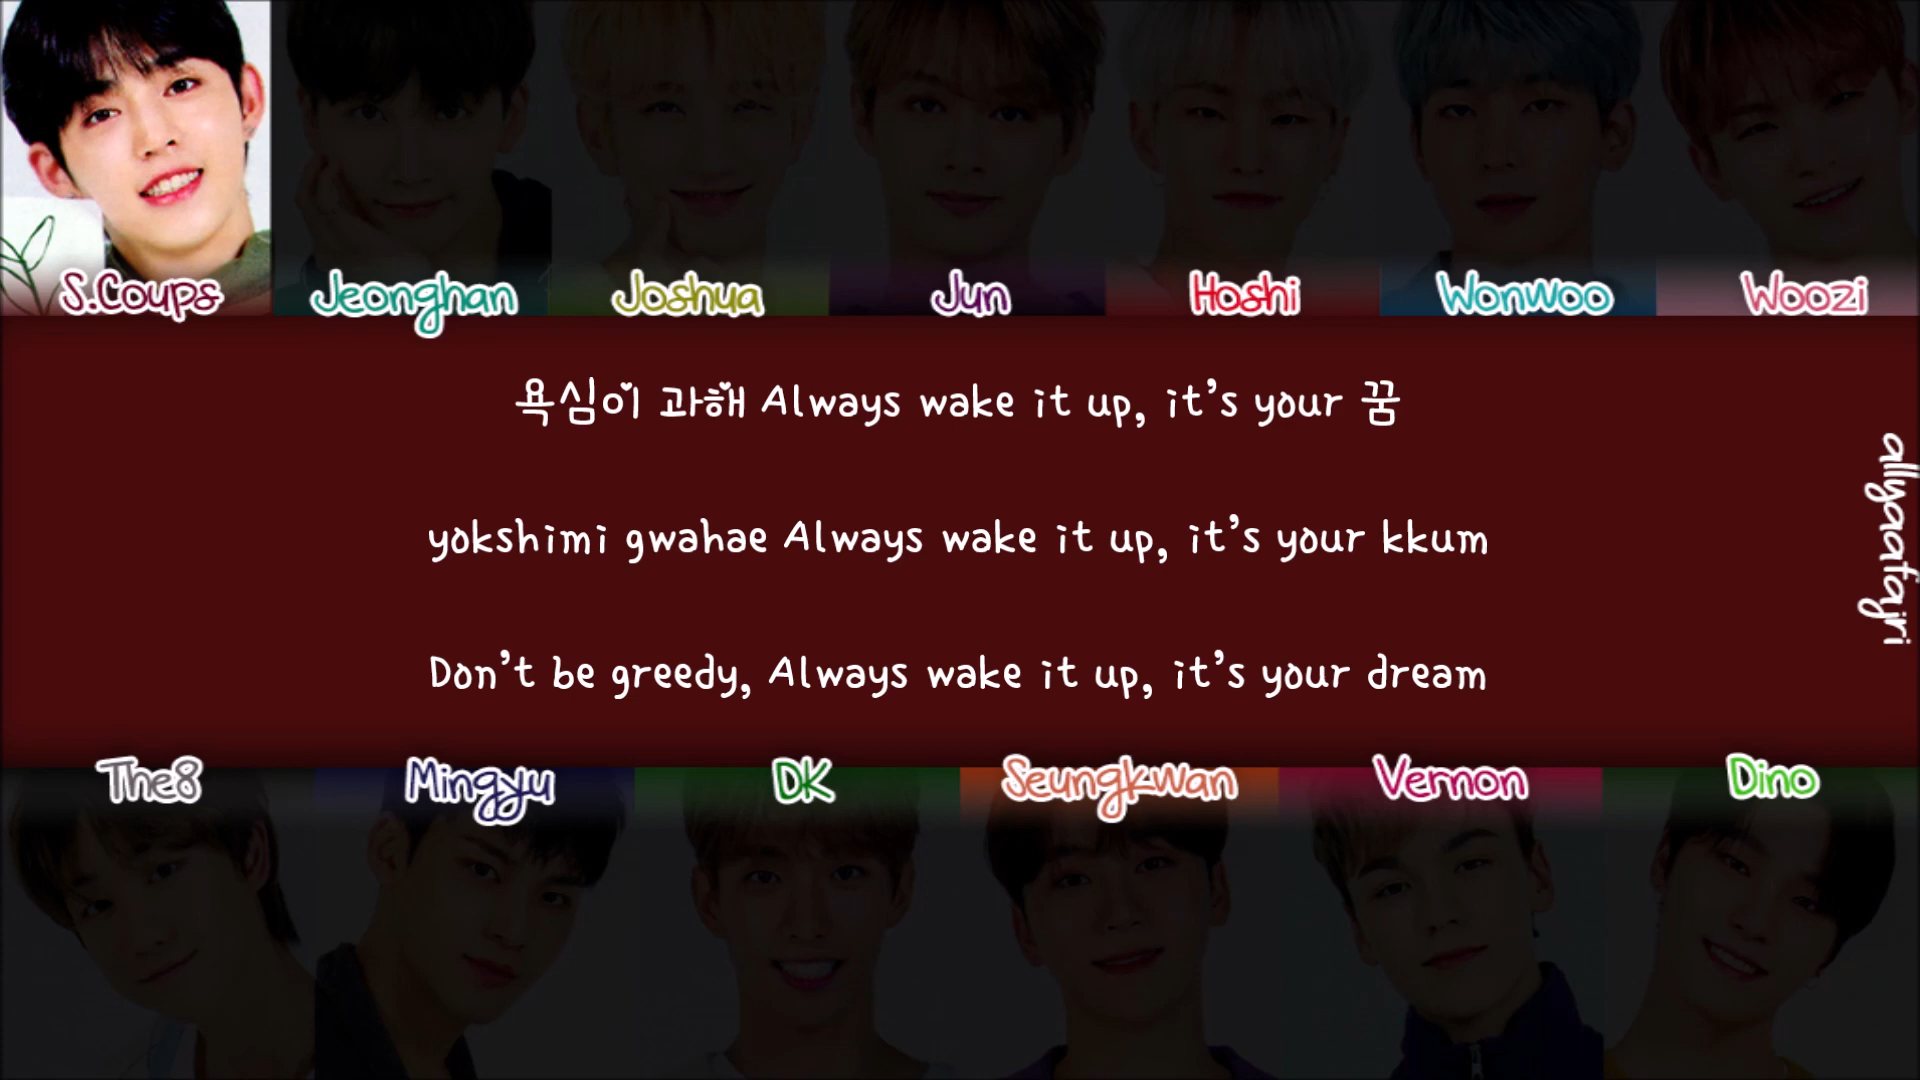 S.Coups Jeonghan Joshua Jun Hoshi Wonwoo Woozi
욕심이 과해 Always wake it up, it's your 꿈
yokshimi gwahae Always wake it up, it's your kkum
Don't be greedy, Always wake it up, it's your dream
allyaafajri
The8 Mingyu DK Seungkwan Vernon Dino